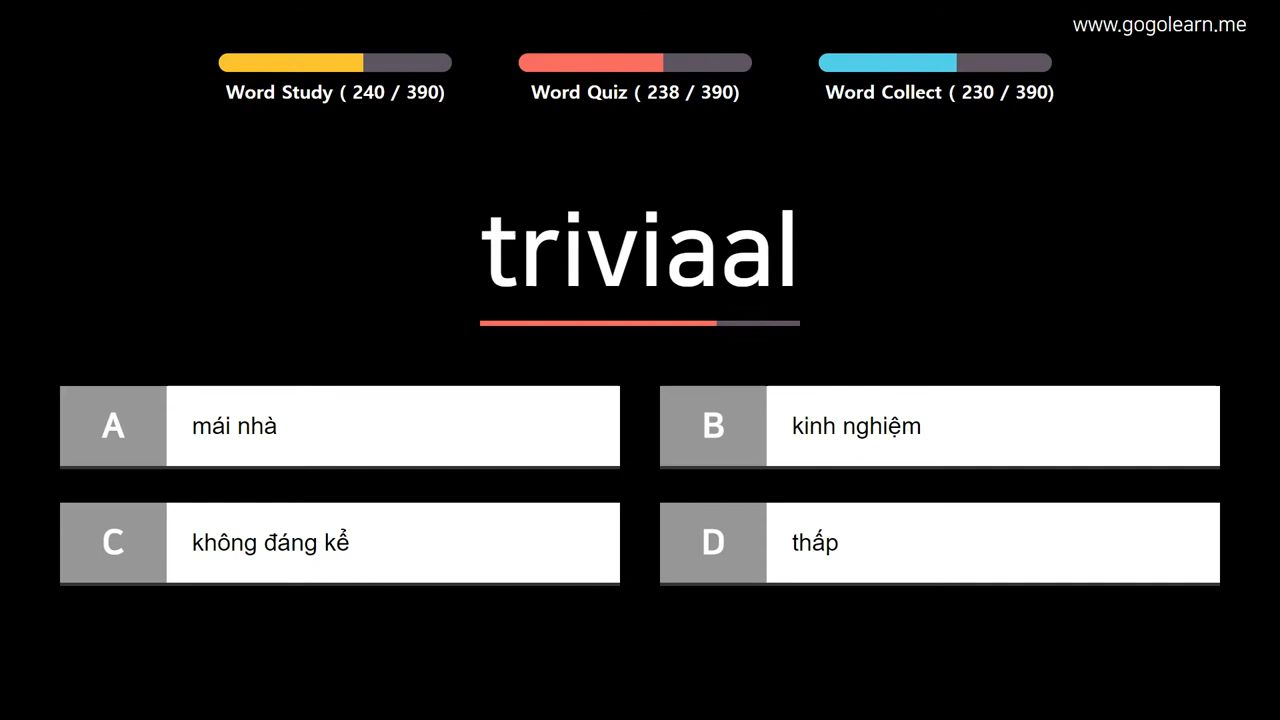 www.gogolearn.me
Word Study ( 240 / 390)
Word Quiz ( 238 / 390)
Word Collect ( 230 / 390)
triviaal
A
mái nhà
B
kinh nghiệm
C
không đáng kể
D
thấp